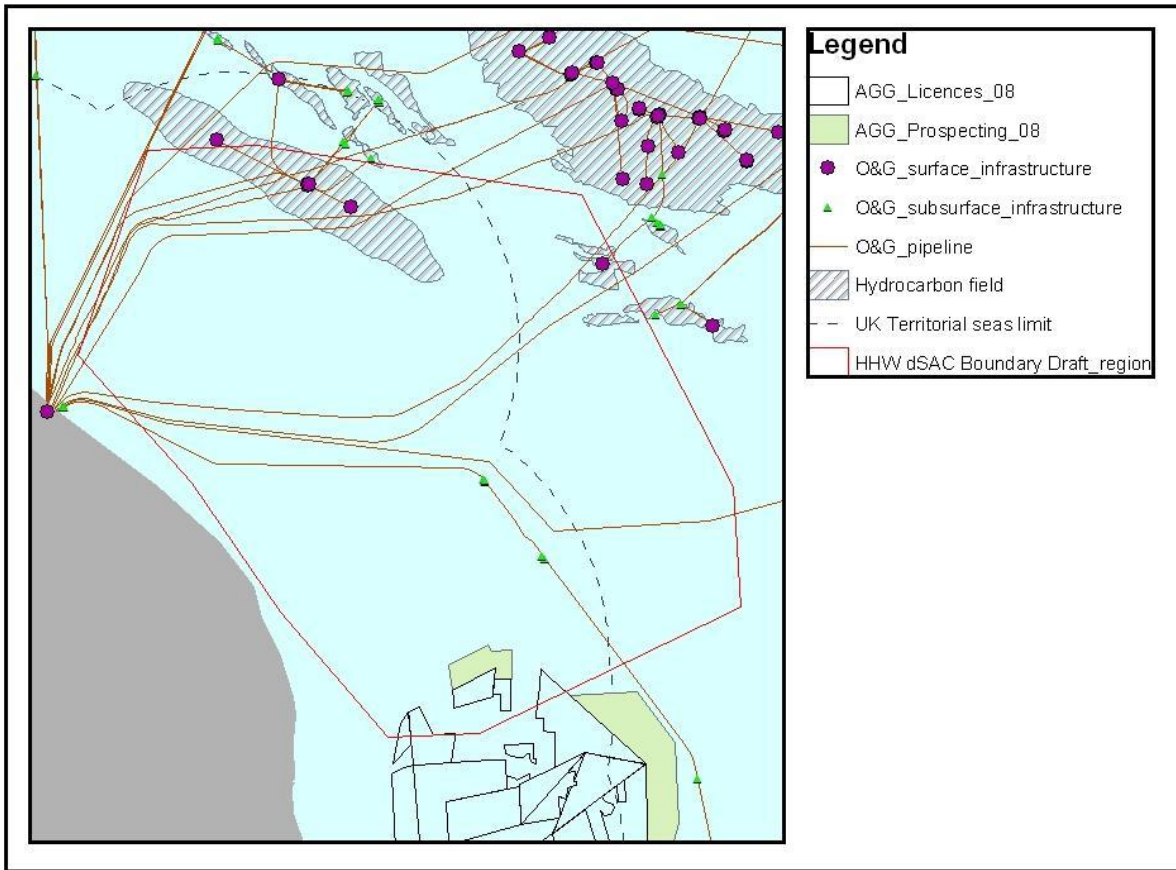 Legend
AGG_Licences_08
AGG_Prospecting_08
O&G_surface_infrastructure
O&G_subsurface_infrastructure
O&G_pipeline
Hydrocarbon field
UK Territorial seas limit
HHW dSAC Boundary Draft_region